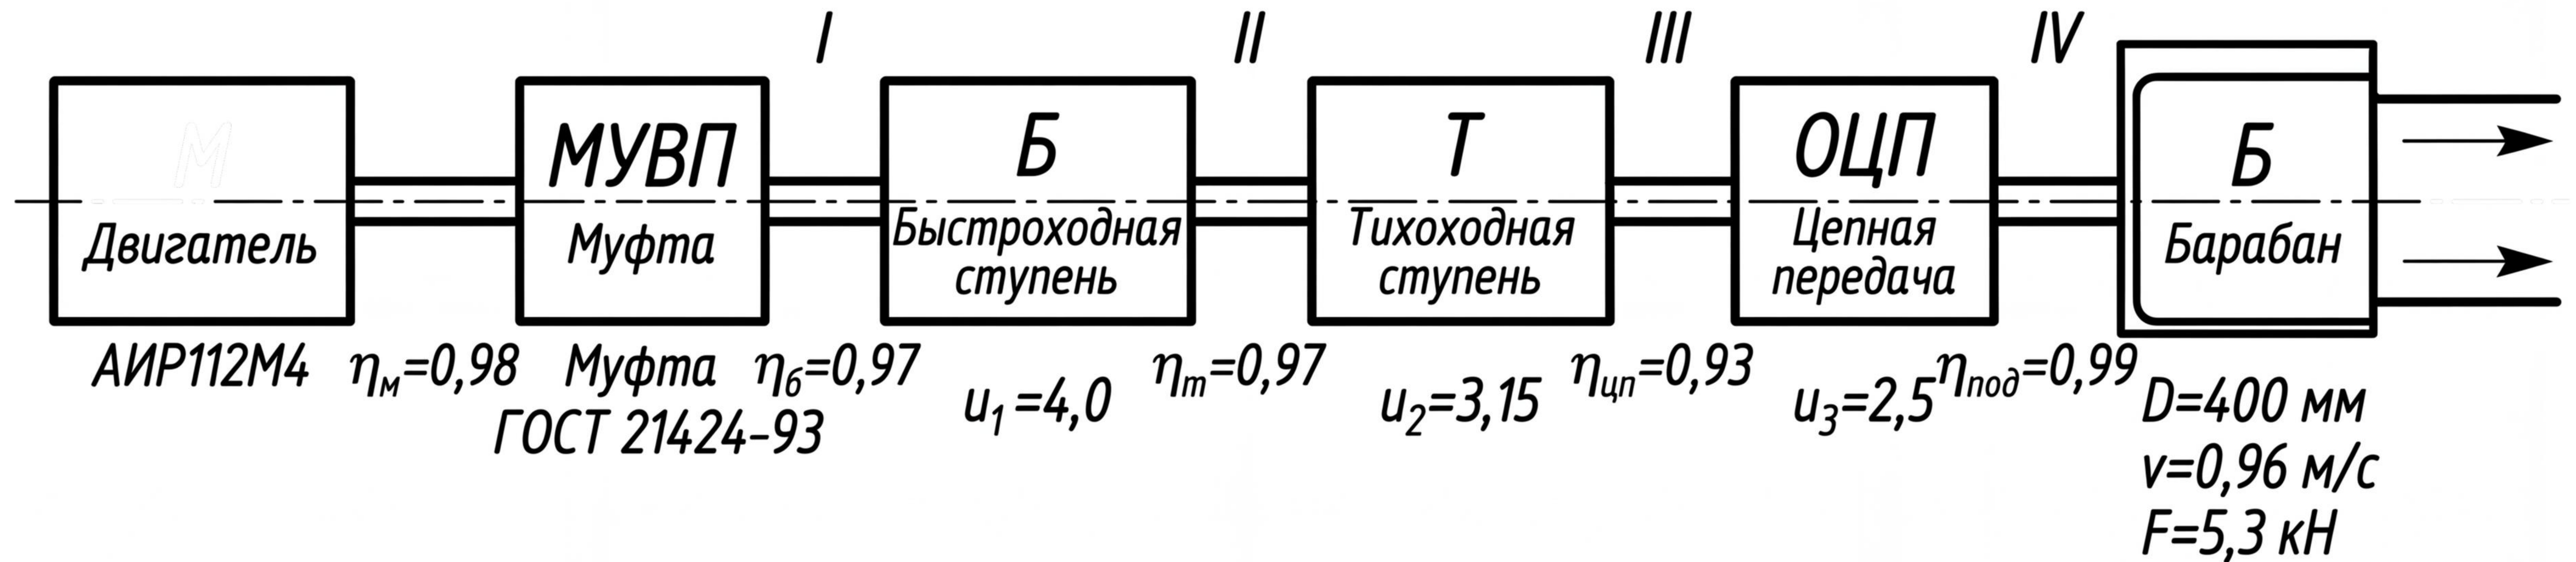 I II III IV
М МУВП Б Т ОЦП Б
Двигатель Муфта Быстроходная ступень Тихоходная ступень Цепная передача Барабан
АИР112М4 ηм=0,98 Муфта ηб=0,97 ηт=0,97 ηцп=0,93 ηпод=0,99
ГОСТ 21424-93
u1=4,0 u2=3,15 u3=2,5 D=400 мм
v=0,96 м/с
F=5,3 кН